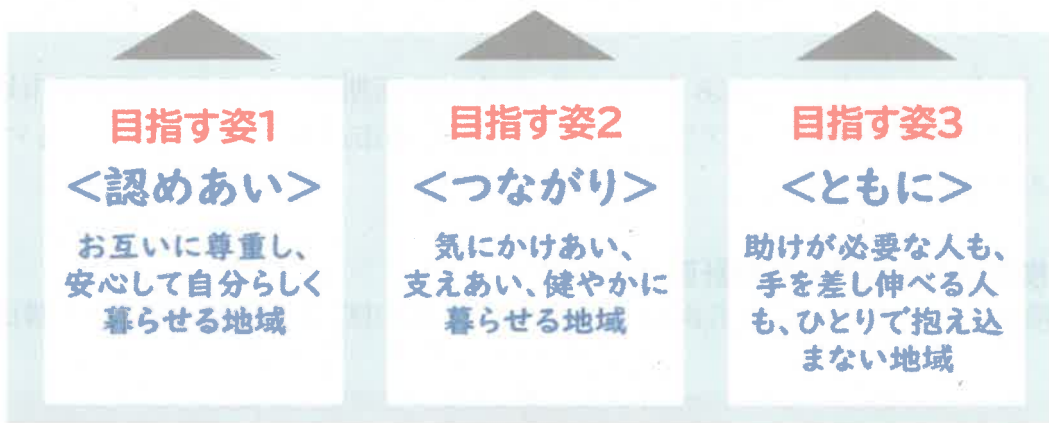 目指す姿1
<認めあい>
お互いに尊重し、
安心して自分らしく
暮らせる地域
目指す姿2
<つながり>
気にかけあい、
支えあい、健やかに
暮らせる地域
目指す姿3
<ともに>
助けが必要な人も、
手を差し伸べる人
も、ひとりで抱え込
まない地域